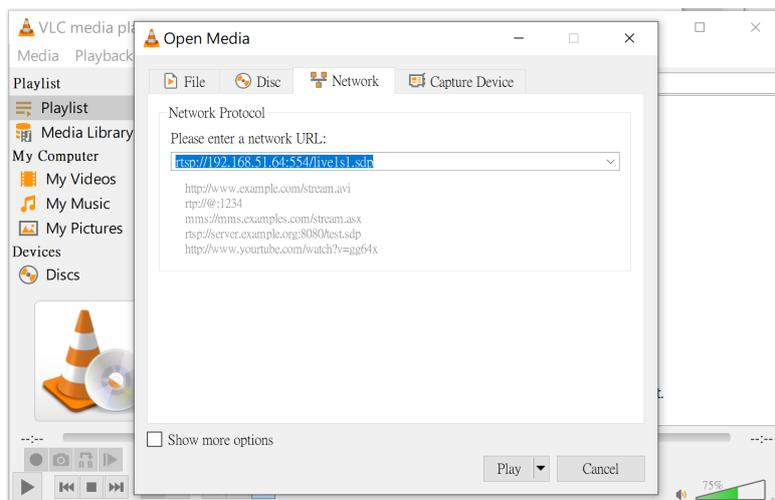 VLC media pla
Media Playback
Open Media
File Disc Network Capture Device
Playlist
Playlist
Media Library
My Computer
My Videos
My Music
My Pictures
Devices
Discs
Network Protocol
Please enter a network URL:
rtsp://192.168.51.64:554/live1s1.sdp
http://www.example.com/stream.avi
rtp://@:1234
mms://mms.examples.com/stream.asx
rtsp://server.example.org:8080/test.sdp
http://www.yourtube.com/watch?v=gg64x
t.
Show more options
Play Cancel
--:-- --:--
75%